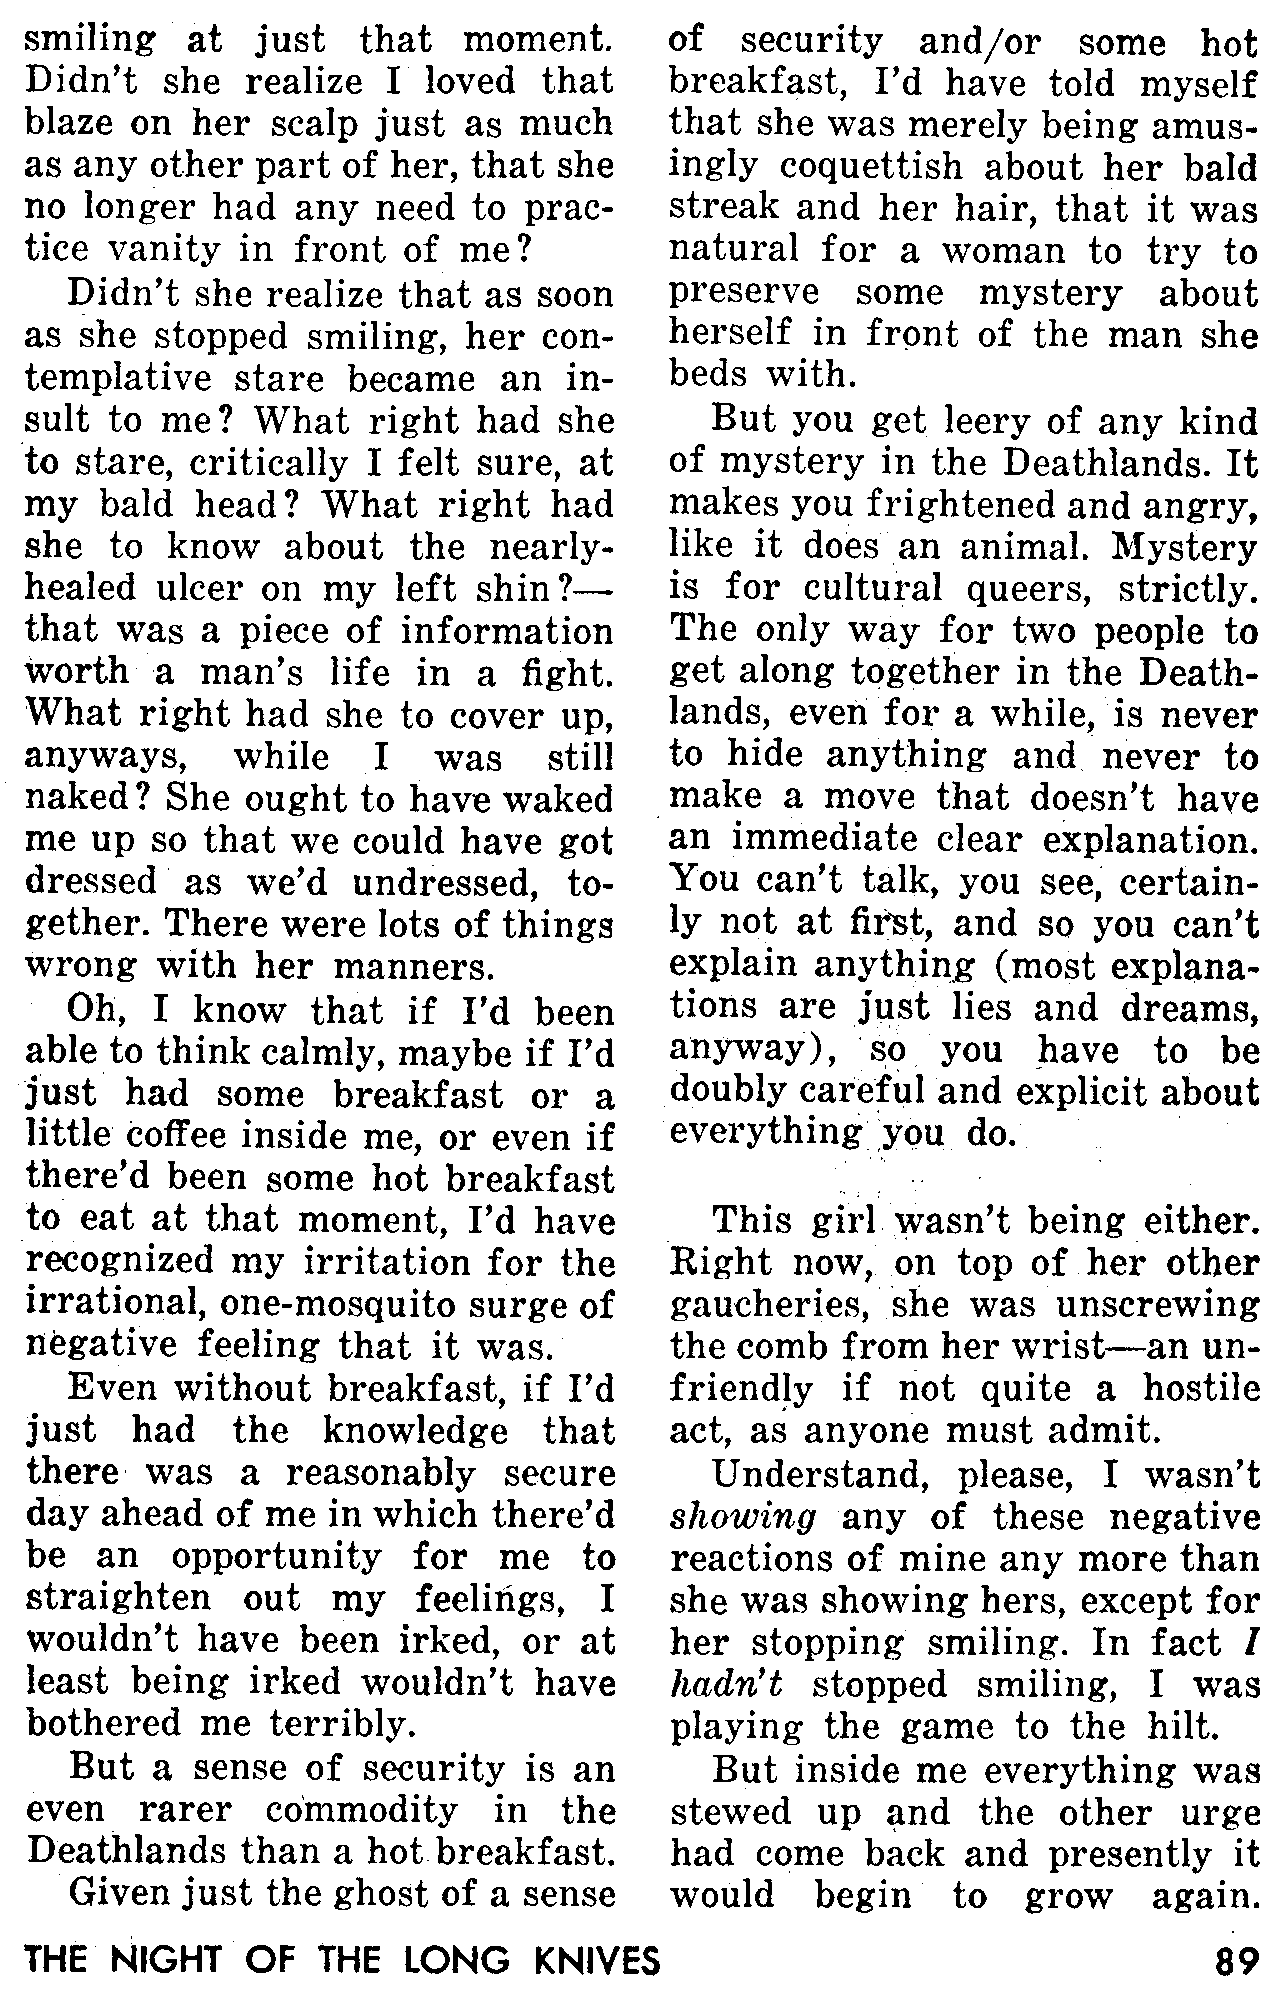 smiling at just that moment.
Didn't she realize I loved that
blaze on her scalp just as much
as any other part of her, that she
no longer had any need to prac-
tice vanity in front of me?
Didn't she realize that as soon
as she stopped smiling, her con-
templative stare became an in-
sult to me? What right had she
to stare, critically I felt sure, at
my bald head? What right had
she to know about the nearly-
healed ulcer on my left shin?—
that was a piece of information
worth a man's life in a fight.
What right had she to cover up,
anyways, while I was still
naked? She ought to have waked
me up so that we could have got
dressed as we'd undressed, to-
gether. There were lots of things
wrong with her manners.
Oh, I know that if I'd been
able to think calmly, maybe if I'd
just had some breakfast or a
little coffee inside me, or even if
there'd been some hot breakfast
to eat at that moment, I'd have
recognized my irritation for the
irrational, one-mosquito surge of
negative feeling that it was.
Even without breakfast, if I'd
just had the knowledge that
there was a reasonably secure
day ahead of me in which there'd
be an opportunity for me to
straighten out my feelings, I
wouldn't have been irked, or at
least being irked wouldn't have
bothered me terribly.
But a sense of security is an
even rarer commodity in the
Deathlands than a hot breakfast.
Given just the ghost of a sense
of security and/or some hot
breakfast, I'd have told myself
that she was merely being amus-
ingly coquettish about her bald
streak and her hair, that it was
natural for a woman to try to
preserve some mystery about
herself in front of the man she
beds with.
But you get leery of any kind
of mystery in the Deathlands. It
makes you frightened and angry,
like it does an animal. Mystery
is for cultural queers, strictly.
The only way for two people to
get along together in the Death-
lands, even for a while, is never
to hide anything and never to
make a move that doesn't have
an immediate clear explanation.
You can't talk, you see, certain-
ly not at first, and so you can't
explain anything (most explana-
tions are just lies and dreams,
anyway), so you have to be
doubly careful and explicit about
everything you do.
This girl wasn't being either.
Right now, on top of her other
gaucheries, she was unscrewing
the comb from her wrist—an un-
friendly if not quite a hostile
act, as anyone must admit.
Understand, please, I wasn't
showing any of these negative
reactions of mine any more than
she was showing hers, except for
her stopping smiling. In fact I
hadn't stopped smiling, I was
playing the game to the hilt.
But inside me everything was
stewed up and the other urge
had come back and presently it
would begin to grow again.
THE NIGHT OF THE LONG KNIVES
89